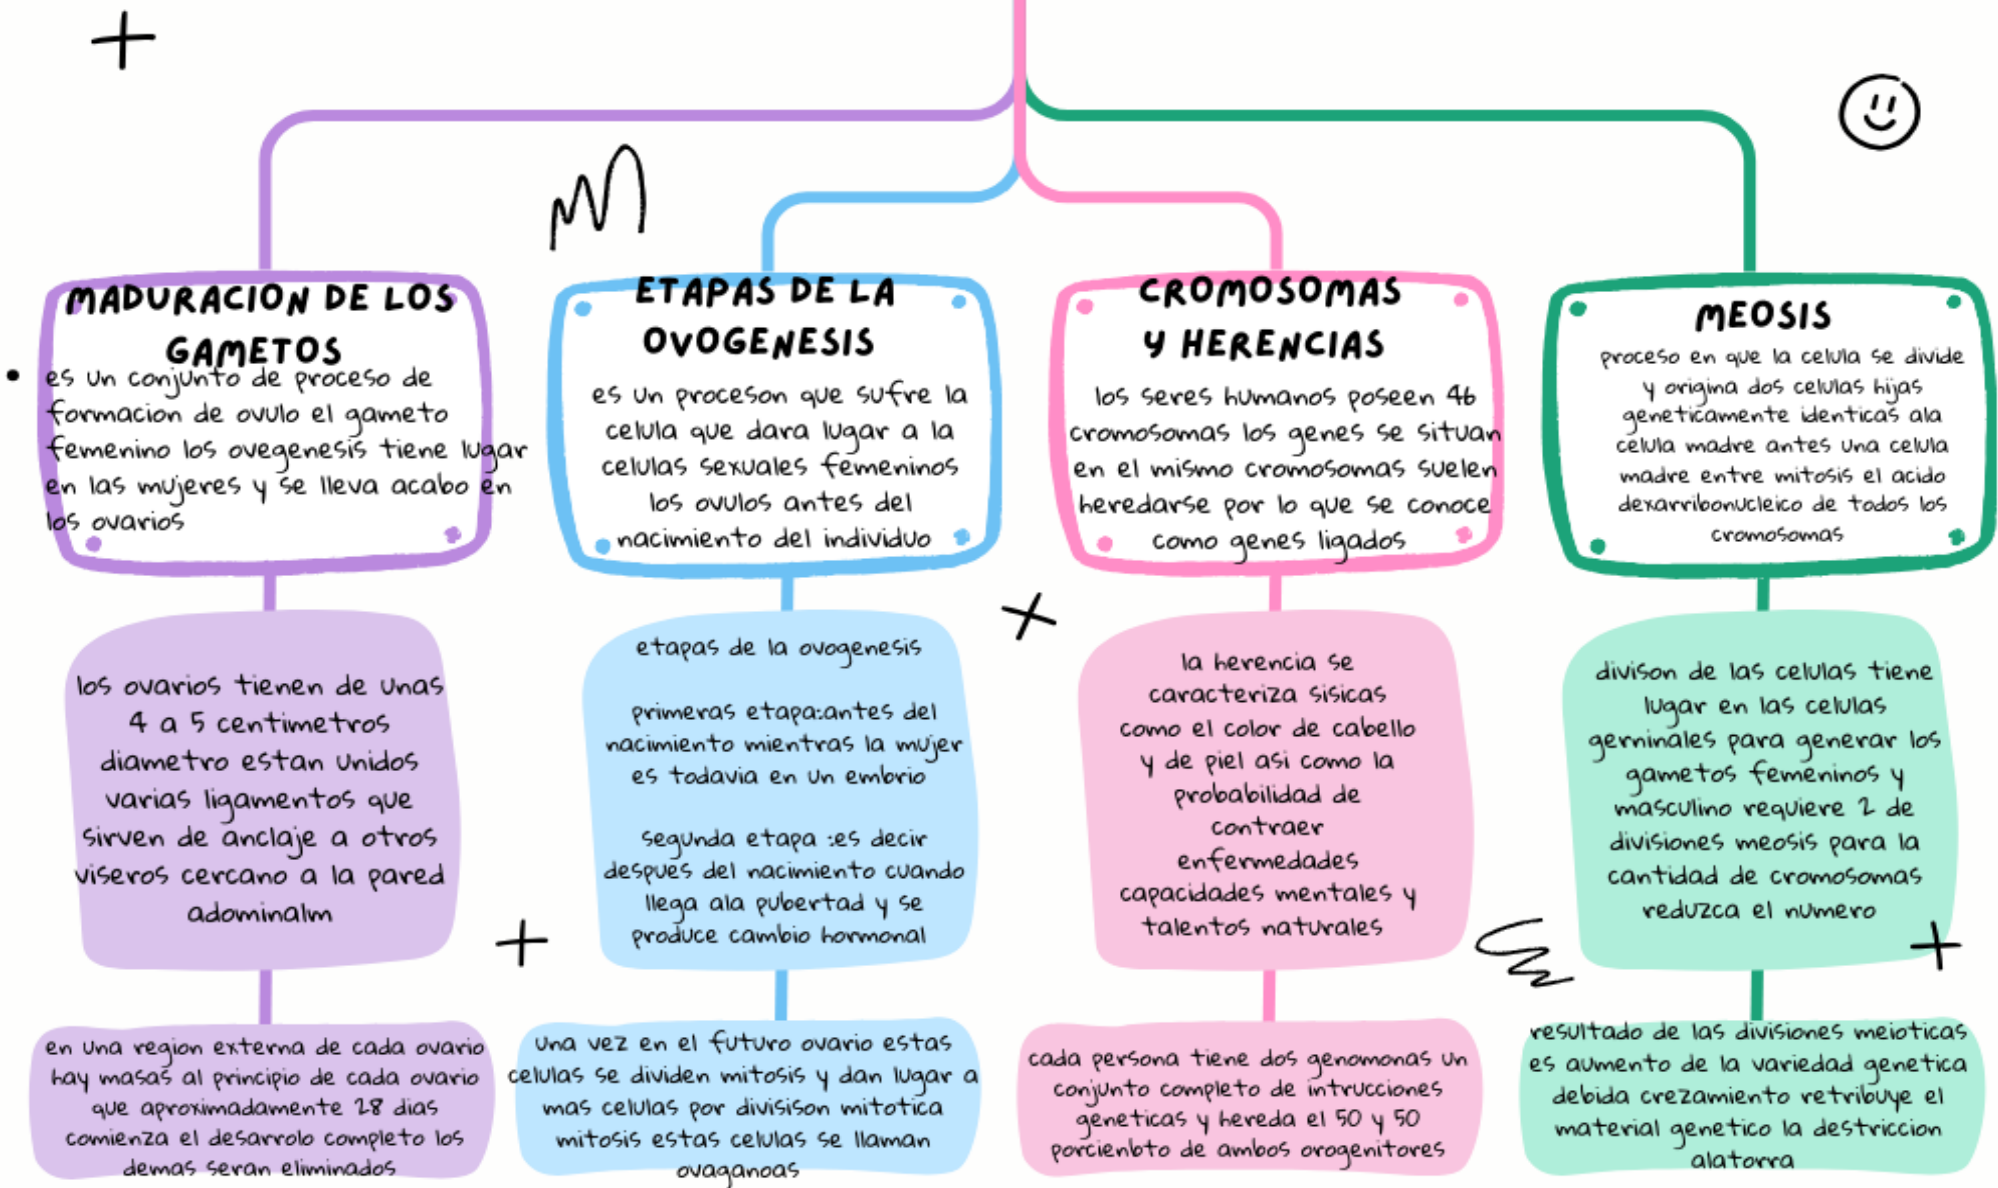 MADURACION DE LOS
GAMETOS
es un conjunto de proceso de
formacion de ovulo el gameto
femenino los ovegenesis tiene lugar
en las mujeres y se lleva acabo en
los ovarios
los ovarios tienen de unas
4 a 5 centimetros
diametro estan unidos
varias ligamentos que
sirven de anclaje a otros
viseros cercano a la pared
adominalm
en una region externa de cada ovario
hay masas al principio de cada ovario
que aproximadamente 28 dias
comienza el desarrolo completo los
demas seran eliminados
ETAPAS DE LA
OVOGENESIS
es un proceson que sufre la
celula que dara lugar a la
celulas sexuales femeninos
los ovulos antes del
nacimiento del individuo
etapas de la ovogenesis
primeras etapa:antes del
nacimiento mientras la mujer
es todavia en un embrio
segunda etapa :es decir
despues del nacimiento cuando
llega ala pubertad y se
produce cambio hormonal
una vez en el futuro ovario estas
celulas se dividen mitosis y dan lugar a
mas celulas por divisison mitotica
mitosis estas celulas se llaman
ovaganoas
CROMOSOMAS
Y HERENCIAS
los seres humanos poseen 46
cromosomas los genes se situan
en el mismo cromosomas suelen
heredarse por lo que se conoce
como genes ligados
la herencia se
caracteriza sisicas
como el color de cabello
y de piel asi como la
probabilidad de
contraer
enfermedades
capacidades mentales y
talentos naturales
cada persona tiene dos genomonas un
conjunto completo de intrucciones
geneticas y hereda el 50 y 50
porcienbto de ambos orogenitores
MEOSIS
proceso en que la celula se divide
y origina dos celulas hijas
geneticamente identicas ala
celula madre antes una celula
madre entre mitosis el acido
dexarribonucleico de todos los
cromosomas
divison de las celulas tiene
lugar en las celulas
gerninales para generar los
gametos femeninos y
masculino requiere 2 de
divisiones meosis para la
cantidad de cromosomas
reduzca el numero
resultado de las divisiones meioticas
es aumento de la variedad genetica
debida crezamiento retribuye el
material genetico la destriccion
alatorra